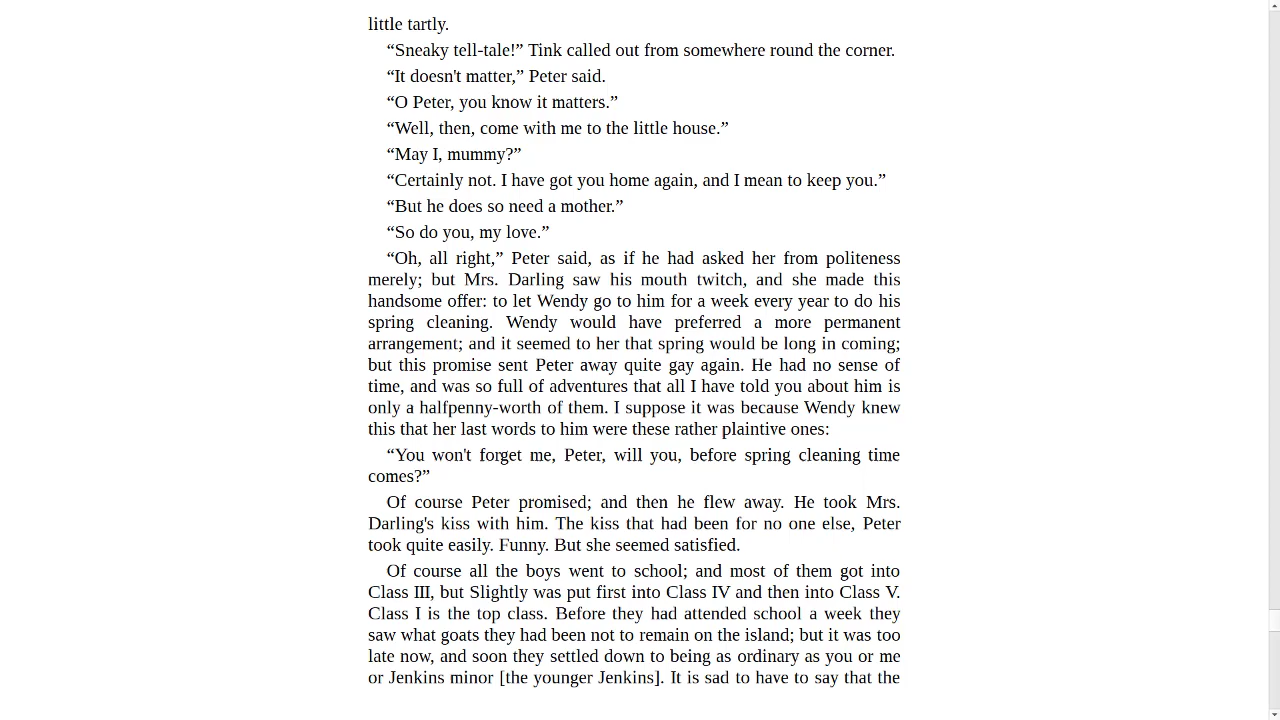 little tartly.
“Sneaky tell-tale!” Tink called out from somewhere round the corner.
“It doesn't matter,” Peter said.
“O Peter, you know it matters.”
“Well, then, come with me to the little house.”
“May I, mummy?”
“Certainly not. I have got you home again, and I mean to keep you.”
“But he does so need a mother.”
“So do you, my love.”
“Oh, all right,” Peter said, as if he had asked her from politeness
merely; but Mrs. Darling saw his mouth twitch, and she made this
handsome offer: to let Wendy go to him for a week every year to do his
spring cleaning. Wendy would have preferred a more permanent
arrangement; and it seemed to her that spring would be long in coming;
but this promise sent Peter away quite gay again. He had no sense of
time, and was so full of adventures that all I have told you about him is
only a halfpenny-worth of them. I suppose it was because Wendy knew
this that her last words to him were these rather plaintive ones:
“You won't forget me, Peter, will you, before spring cleaning time
comes?”
Of course Peter promised; and then he flew away. He took Mrs.
Darling's kiss with him. The kiss that had been for no one else, Peter
took quite easily. Funny. But she seemed satisfied.
Of course all the boys went to school; and most of them got into
Class III, but Slightly was put first into Class IV and then into Class V.
Class I is the top class. Before they had attended school a week they
saw what goats they had been not to remain on the island; but it was too
late now, and soon they settled down to being as ordinary as you or me
or Jenkins minor [the younger Jenkins]. It is sad to have to say that the